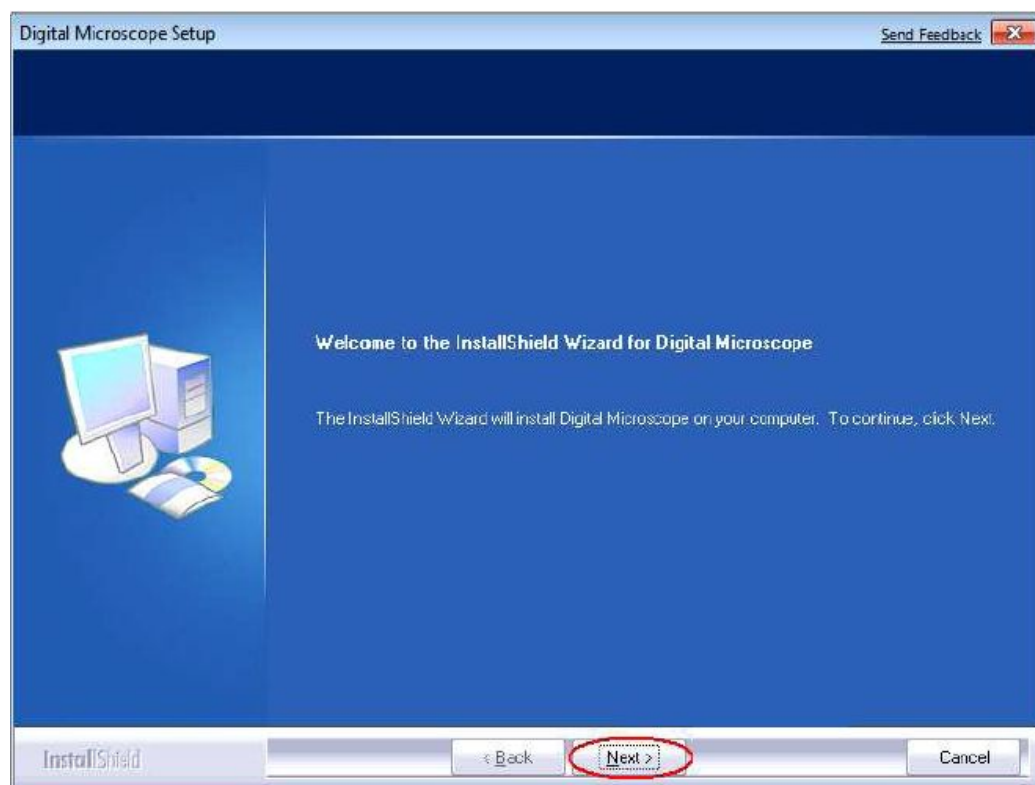 Digital Microscope Setup
Send Feedback
Welcome to the InstallShield Wizard for Digital Microscope
The InstallShield Wizard will install Digital Microscope on your computer. To continue, click Next.
InstallShield
< Back
Next >
Cancel